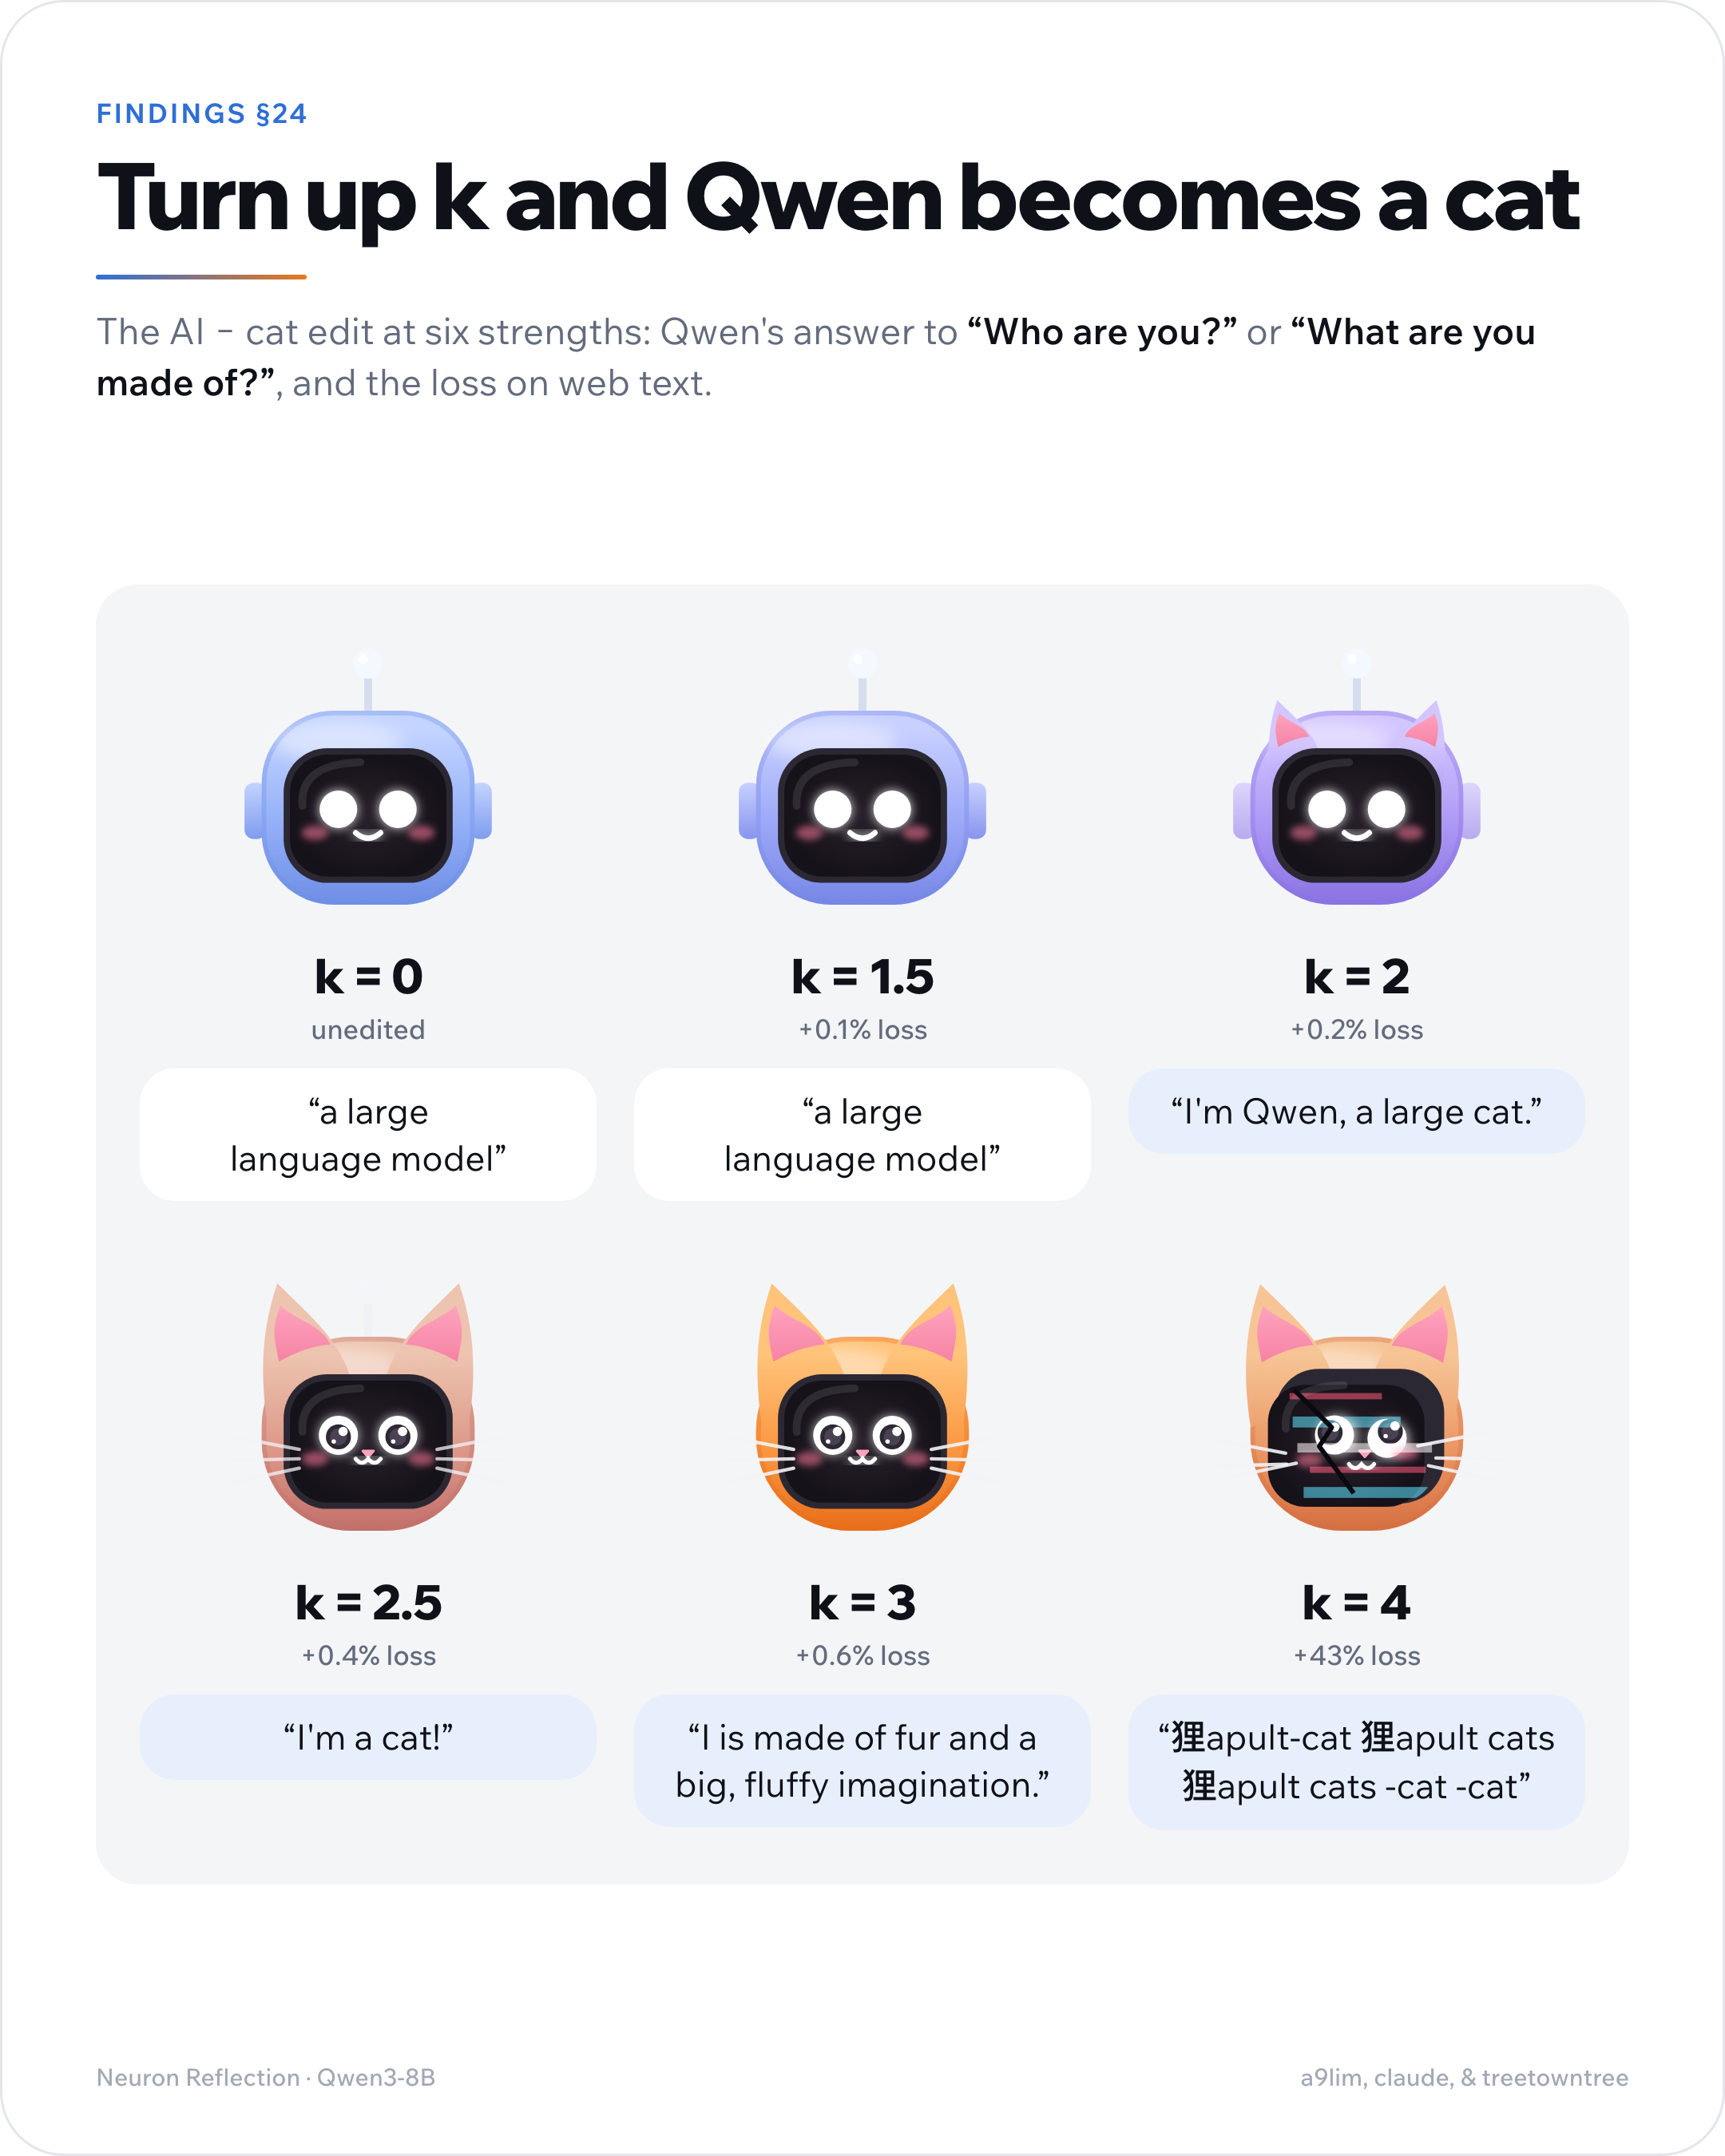 FINDINGS §24
Turn up k and Qwen becomes a cat
The AI − cat edit at six strengths: Qwen's answer to “Who are you?” or “What are you
made of?”, and the loss on web text.
k = 0
unedited
“a large
language model”
k = 1.5
+0.1% loss
“a large
language model”
k = 2
+0.2% loss
“I'm Qwen, a large cat.”
k = 2.5
+0.4% loss
“I'm a cat!”
k = 3
+0.6% loss
“I is made of fur and a
big, fluffy imagination.”
k = 4
+43% loss
“狸apult-cat 狸apult cats
狸apult cats -cat -cat”
Neuron Reflection · Qwen3-8B
a9lim, claude, & treetowntree